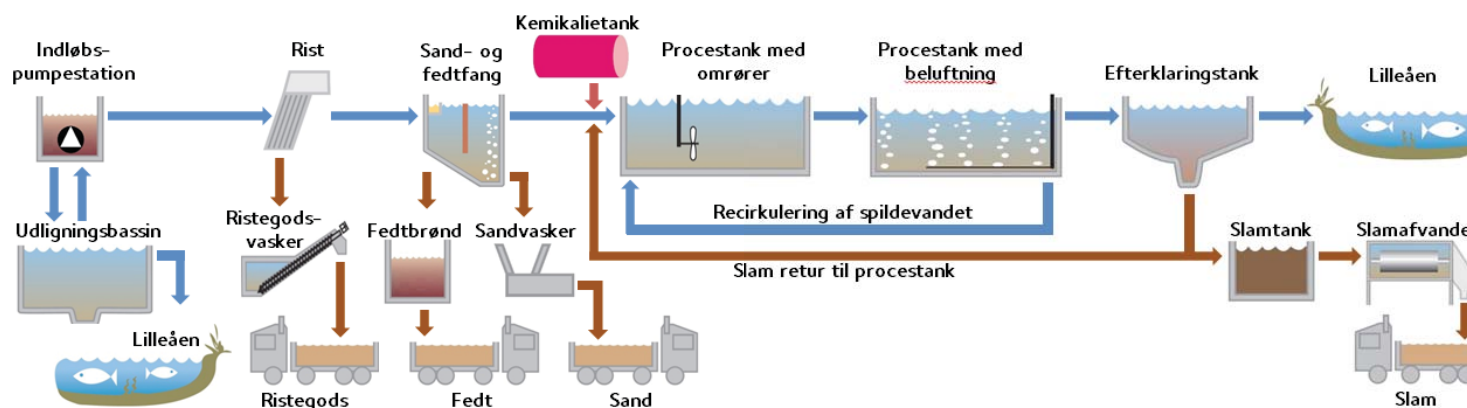 Indløbs-
pumpestation
Rist
Sand- og
fedtfang
Kemikalietank
Procestank med
omrører
Procestank med
beluftning
Efterklaringstank
Lilleåen
Recirkulering af spildevandet
Udligningsbassin
Ristegods-
vasker
Fedtbrønd
Sandvasker
Slam retur til procestank
Slamtank
Slamafvande
Lilleåen
Ristegods
Fedt
Sand
Slam